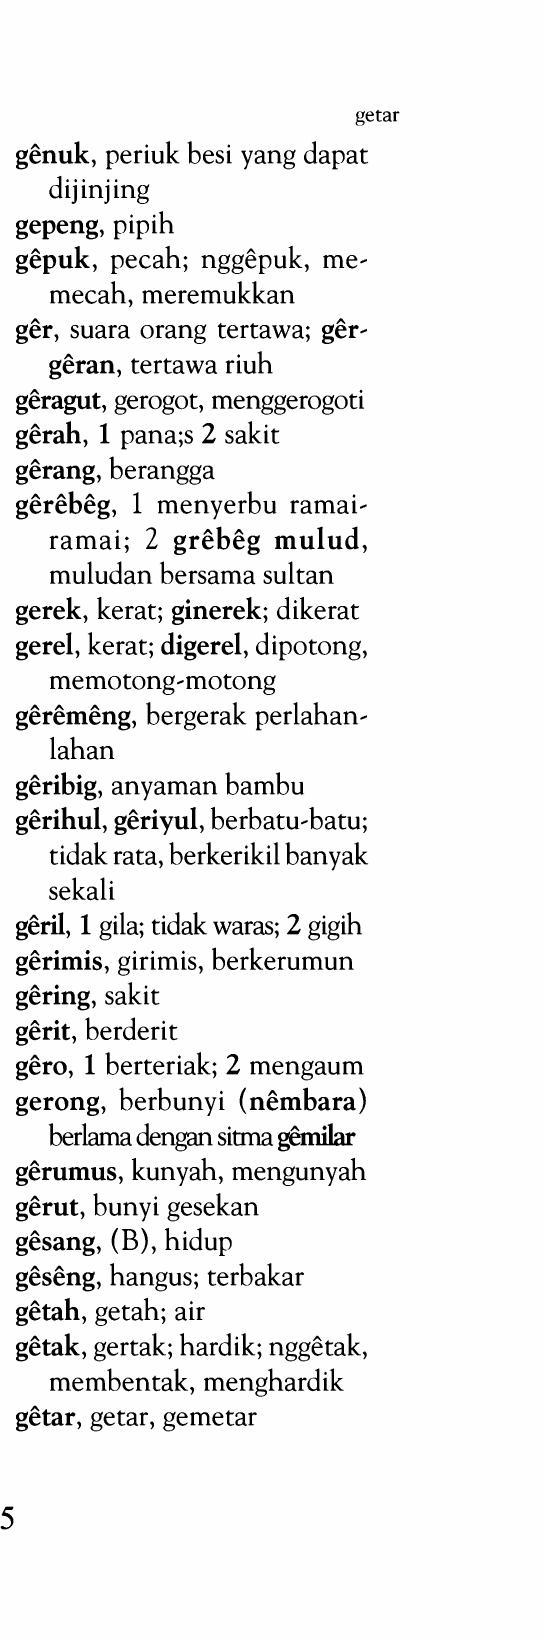 getar
gênuk, periuk besi yang dapat
dijinjing
gepeng, pipih
gêpuk, pecah; nggêpuk, me-
mecah, meremukkan
gêr, suara orang tertawa; gêr-
gêran, tertawa riuh
gêragut, gerogot, menggerogoti
gêrah, 1 pana;s 2 sakit
gêrang, berangga
gêrêbêg, 1 menyerbu ramai-
ramai; 2 grêbêg mulud,
muludan bersama sultan
gerek, kerat; ginerek; dikerat
gerel, kerat; digerel, dipotong,
memotong-motong
gêrêmêng, bergerak perlahan-
lahan
gêribig, anyaman bambu
gêrihul, gêriyul, berbatu-batu;
tidak rata, berkerikil banyak
sekali
gêril, 1 gila; tidak waras; 2 gigih
gêrimis, girimis, berkerumun
gêring, sakit
gêrit, berderit
gêro, 1 berteriak; 2 mengaum
gerong, berbunyi (nêmbara)
berlama dengan sitma gêmilar
gêrumus, kunyah, mengunyah
gêrut, bunyi gesekan
gêsang, (B), hidup
gêsêng, hangus; terbakar
gêtah, getah; air
gêtak, gertak; hardik; nggêtak,
membentak, menghardik
gêtar, getar, gemetar
5